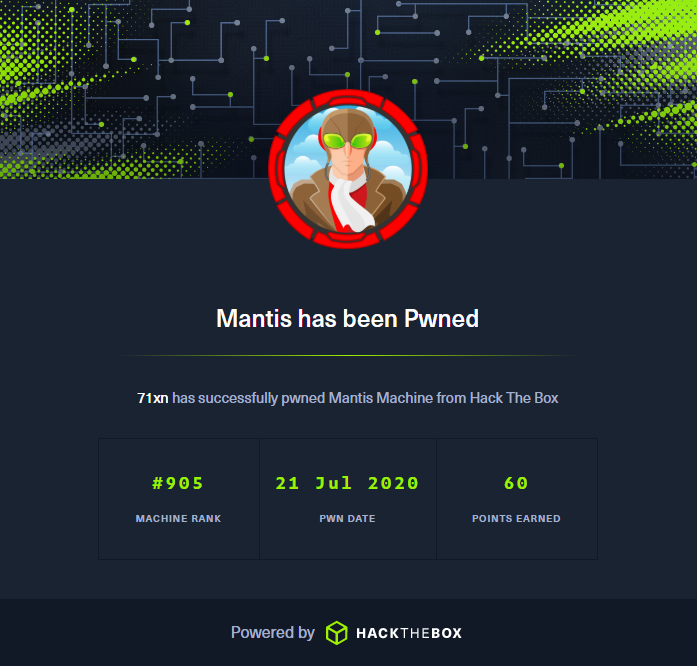 Mantis has been Pwned
71xn has successfully pwned Mantis Machine from Hack The Box
#905 21 Jul 2020 60
MACHINE RANK PWN DATE POINTS EARNED
Powered by HACKTHEBOX